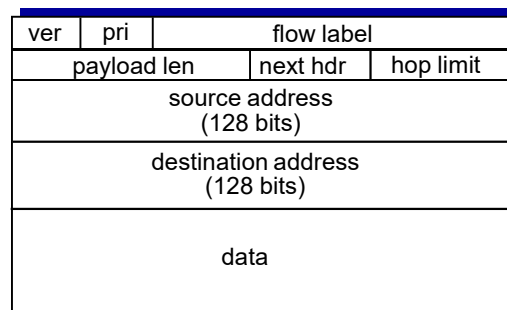 ver pri flow label
payload len next hdr hop limit
source address
(128 bits)
destination address
(128 bits)
data